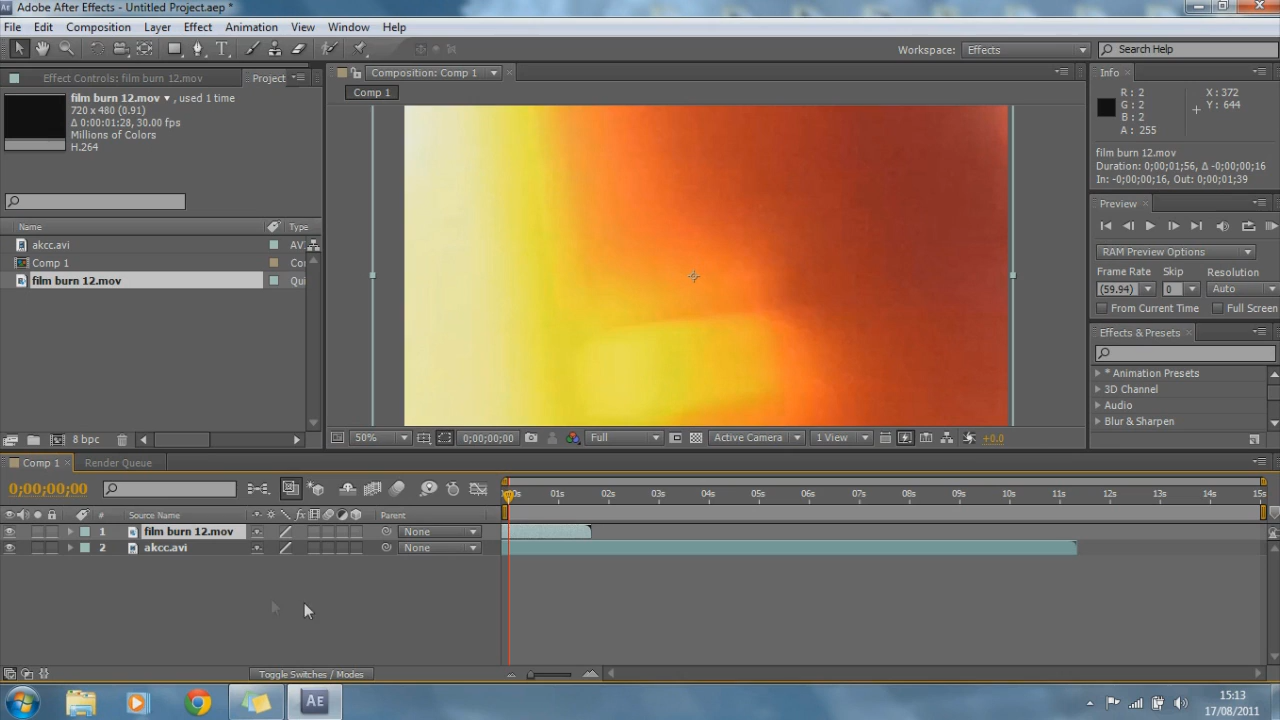 Adobe After Effects - Untitled Project.aep *
File Edit Composition Layer Effect Animation View Window Help
Workspace: Effects Search Help
Effect Controls: film burn 12.mov Project
film burn 12.mov ▾ , used 1 time
720 x 480 (0.91)
Δ 0:00:01:28, 30.00 fps
Millions of Colors
H.264
Name Type
akcc.avi AV
Comp 1 Co
film burn 12.mov Qui
8 bpc
Composition: Comp 1
Comp 1
50% 0;00;00;00 Full Active Camera 1 View +0.0
Info
R : 2 X : 372
G : 2 Y : 644
B : 2
A : 255
film burn 12.mov
Duration: 0;00;01;56, Δ -0;00;00;16
In: -0;00;00;16, Out: 0;00;01;39
Preview
RAM Preview Options
Frame Rate Skip Resolution
(59.94) 0 Auto
From Current Time Full Screen
Effects & Presets
* Animation Presets
3D Channel
Audio
Blur & Sharpen
Comp 1 Render Queue
0;00;00;00
01s 02s 03s 04s 05s 06s 07s 08s 09s 10s 11s 12s 13s 14s 15s
# Source Name fx Parent
1 film burn 12.mov None
2 akcc.avi None
Toggle Switches / Modes
Ae
15:13
17/08/2011